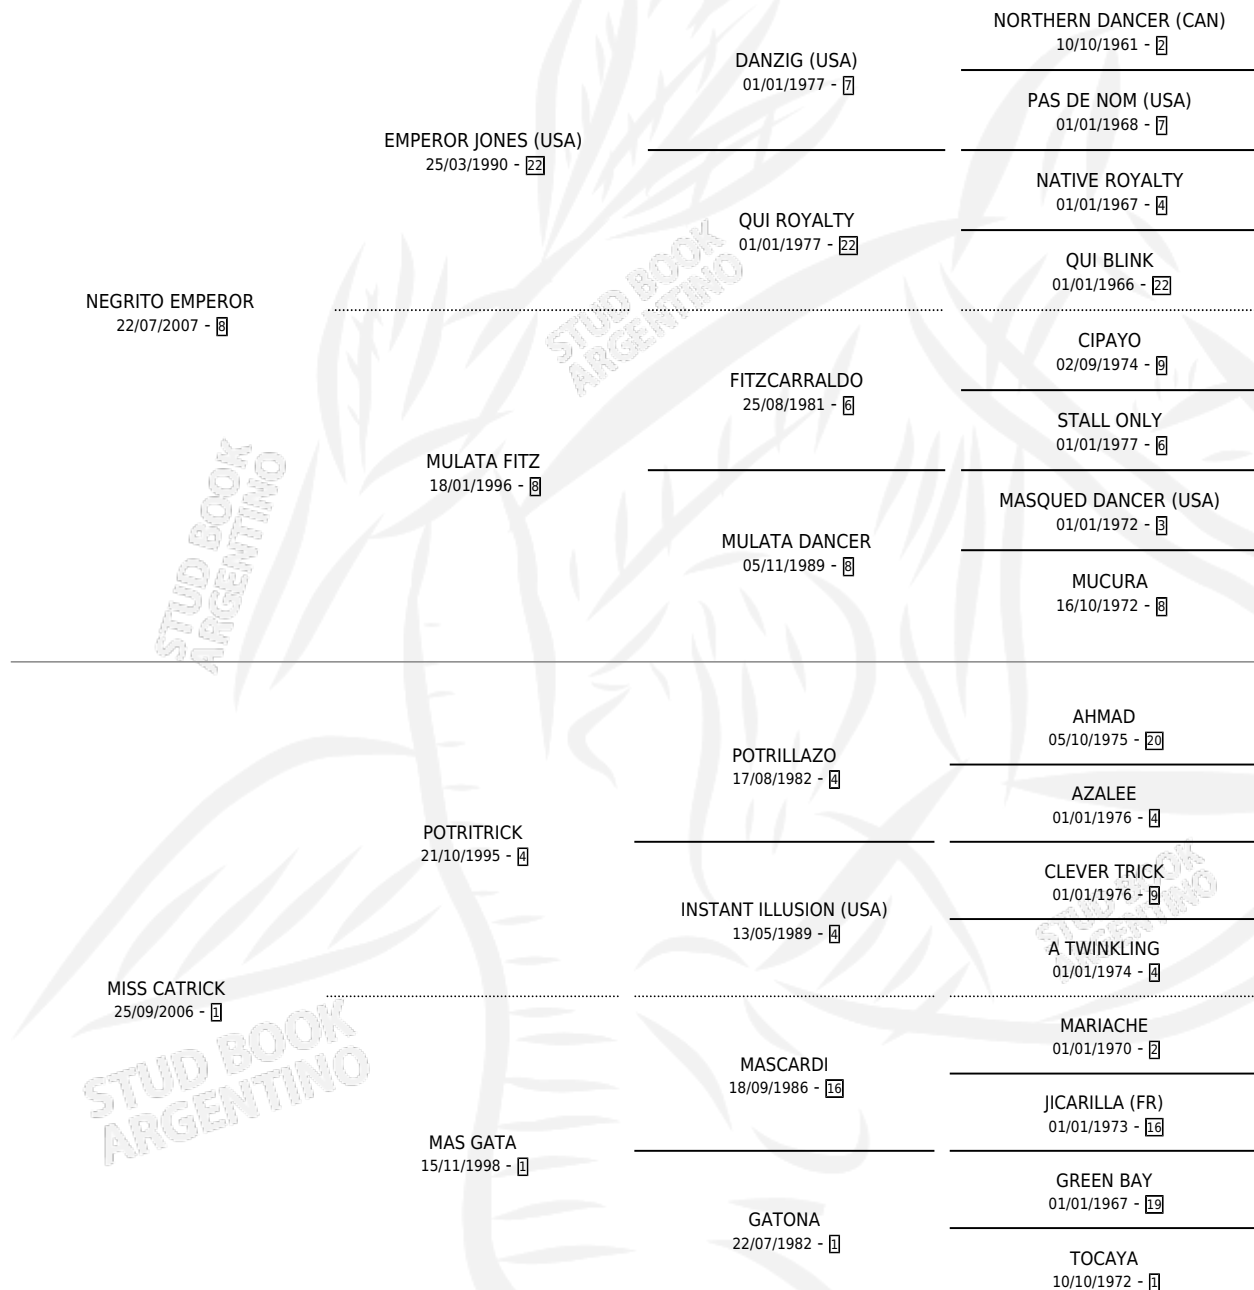 NORTHERN DANCER (CAN)
10/10/1961 - 2
DANZIG (USA)
01/01/1977 - 7
PAS DE NOM (USA)
01/01/1968 - 7
EMPEROR JONES (USA)
25/03/1990 - 22
NATIVE ROYALTY
01/01/1967 - 4
QUI ROYALTY
01/01/1977 - 22
QUI BLINK
01/01/1966 - 22
NEGRITO EMPEROR
22/07/2007 - 8
CIPAYO
02/09/1974 - 9
FITZCARRALDO
25/08/1981 - 6
STALL ONLY
01/01/1977 - 6
MULATA FITZ
18/01/1996 - 8
MASQUED DANCER (USA)
01/01/1972 - 3
MULATA DANCER
05/11/1989 - 8
MUCURA
16/10/1972 - 8
AHMAD
05/10/1975 - 20
POTRILLAZO
17/08/1982 - 4
AZALEE
01/01/1976 - 4
POTRITRICK
21/10/1995 - 4
CLEVER TRICK
01/01/1976 - 9
INSTANT ILLUSION (USA)
13/05/1989 - 4
A TWINKLING
01/01/1974 - 4
MISS CATRICK
25/09/2006 - 1
MARIACHE
01/01/1970 - 2
MASCARDI
18/09/1986 - 16
JICARILLA (FR)
01/01/1973 - 16
MAS GATA
15/11/1998 - 1
GREEN BAY
01/01/1967 - 19
GATONA
22/07/1982 - 1
TOCAYA
10/10/1972 - 1
STUD BOOK
ARGENTINO
STUD BOOK
ARGENTINO
STUD BOOK
ARGENTINO
STUD BOOK
ARGENTINO